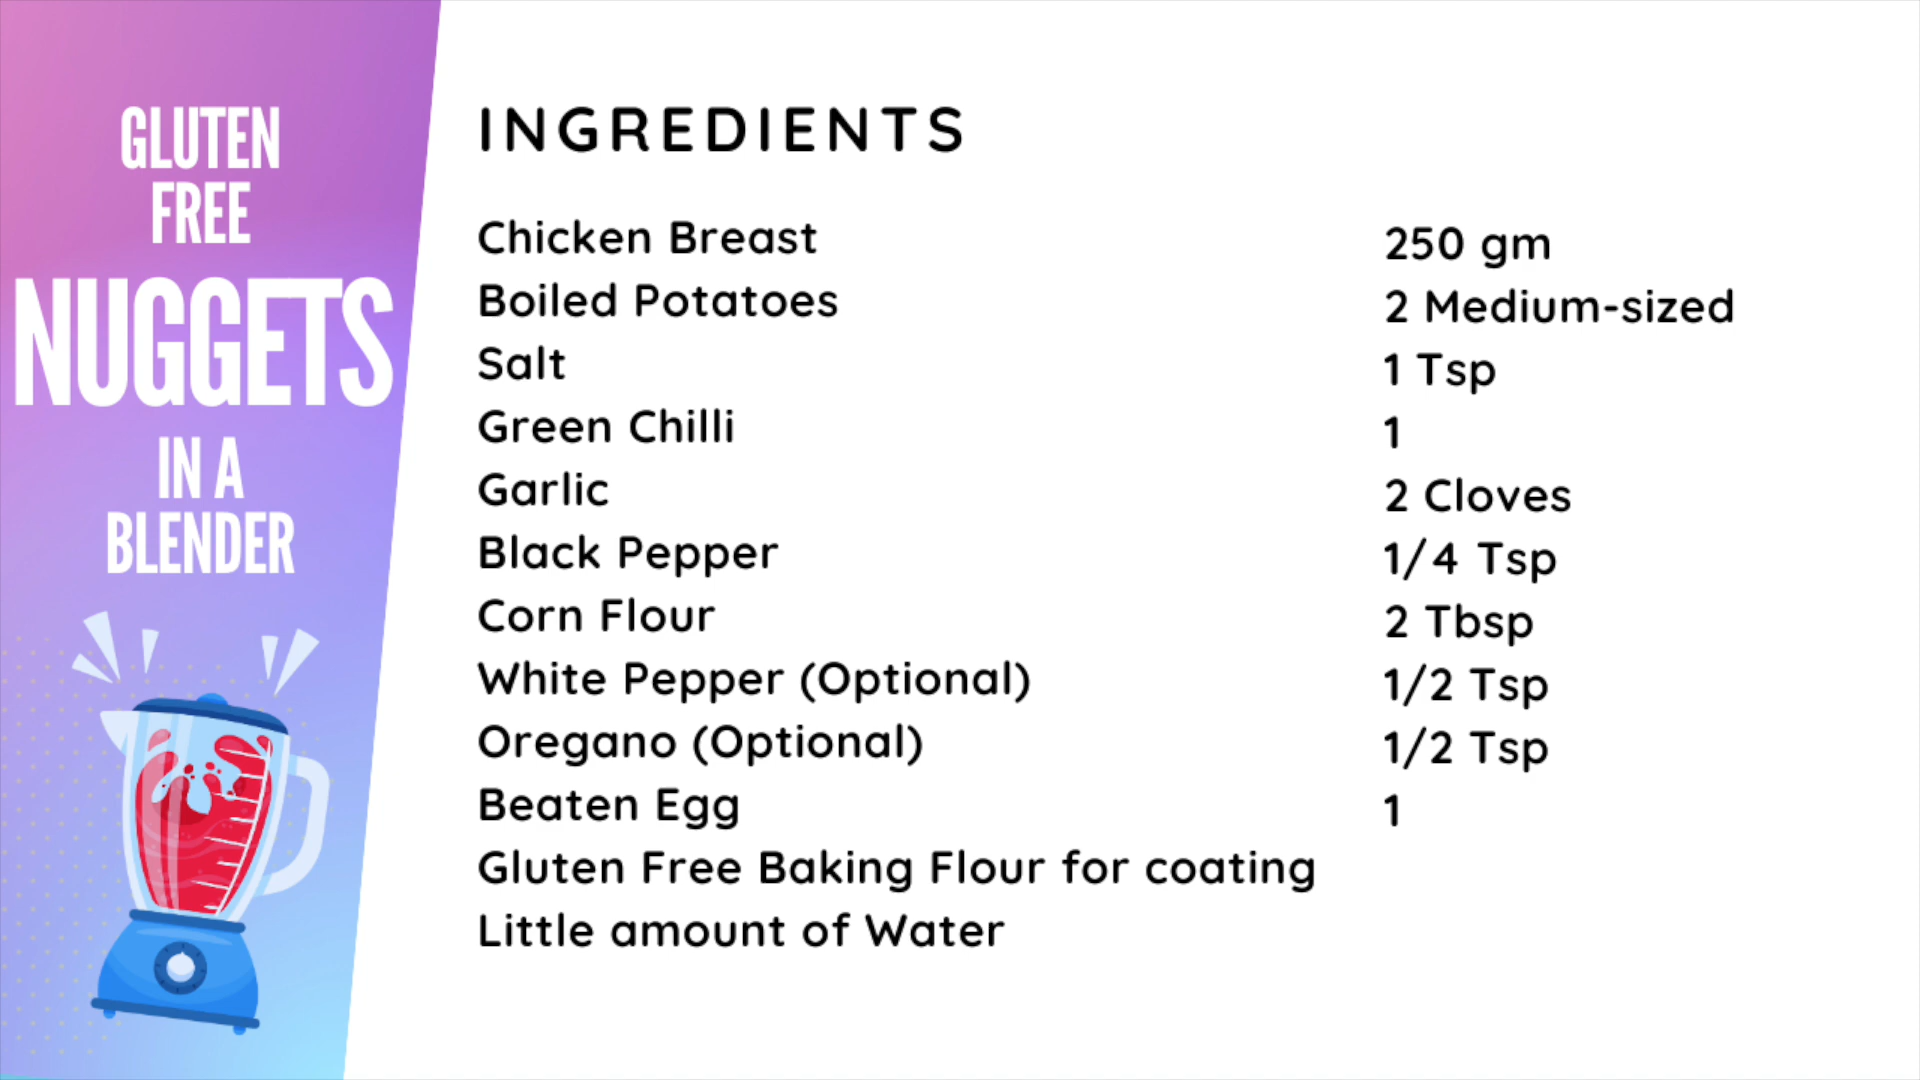 GLUTEN
FREE
NUGGETS
IN A
BLENDER
INGREDIENTS
Chicken Breast 250 gm
Boiled Potatoes 2 Medium-sized
Salt 1 Tsp
Green Chilli 1
Garlic 2 Cloves
Black Pepper 1/4 Tsp
Corn Flour 2 Tbsp
White Pepper (Optional) 1/2 Tsp
Oregano (Optional) 1/2 Tsp
Beaten Egg 1
Gluten Free Baking Flour for coating
Little amount of Water